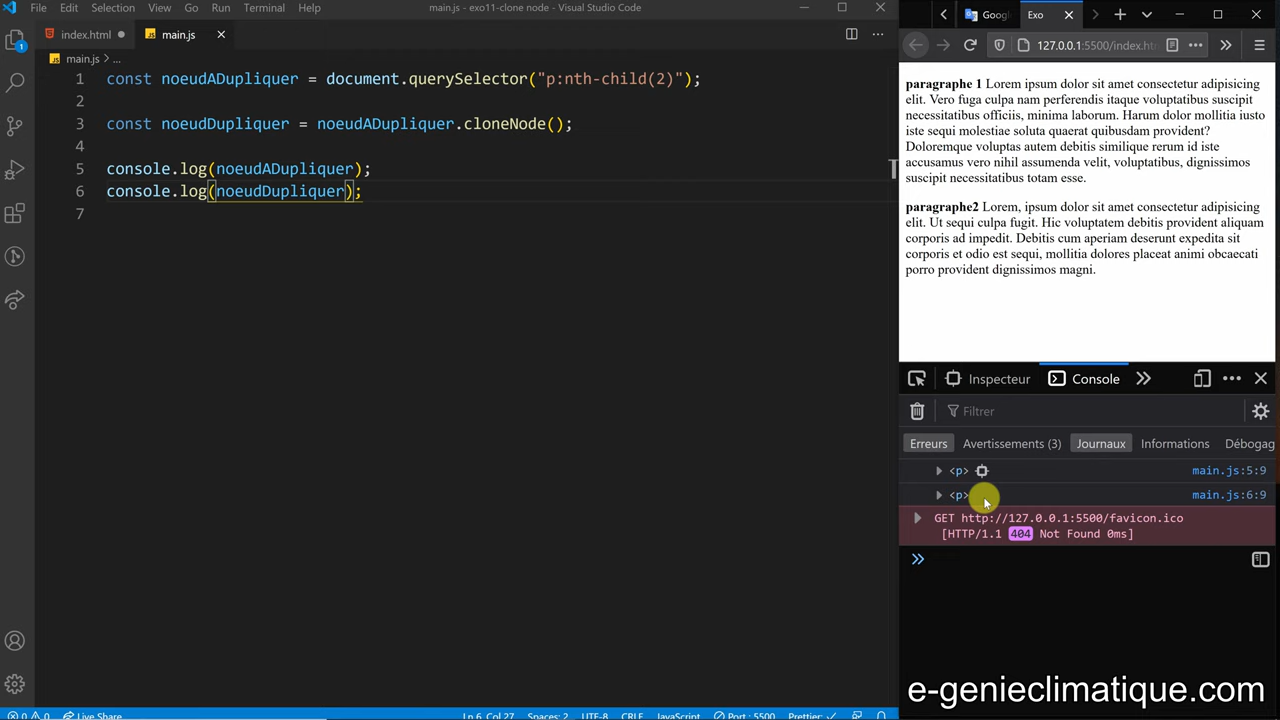 File Edit Selection View Go Run Terminal Help
main.js - exo11-clone node - Visual Studio Code
index.html
main.js
main.js > ...
1 const noeudADupliquer = document.querySelector("p:nth-child(2)");
2
3 const noeudDupliquer = noeudADupliquer.cloneNode();
4
5 console.log(noeudADupliquer);
6 console.log(noeudDupliquer);
7
1
0 0 Live Share
Ln 6, Col 27 Spaces: 2 UTF-8 CRLF JavaScript Port : 5500 Prettier: ✓
Googl
Exo
127.0.0.1:5500/index.ht
paragraphe 1 Lorem ipsum dolor sit amet consectetur adipisicing
elit. Vero fuga culpa nam perferendis itaque voluptatibus suscipit
necessitatibus officiis, minima laborum. Harum dolor mollitia iusto
iste sequi molestiae soluta quaerat quibusdam provident?
Doloremque voluptas autem debitis similique rerum id iste
accusamus vero nihil assumenda velit, voluptatibus, dignissimos
suscipit necessitatibus totam esse.
paragraphe2 Lorem, ipsum dolor sit amet consectetur adipisicing
elit. Ut sequi culpa fugit. Hic voluptatem debitis provident aliquam
corporis ad impedit. Debitis cum aperiam deserunt expedita sit
corporis et odio est sequi, mollitia dolores placeat animi obcaecati
porro provident dignissimos magni.
Inspecteur Console
Filtrer
Erreurs Avertissements (3) Journaux Informations Débogag
<p> main.js:5:9
<p> main.js:6:9
GET http://127.0.0.1:5500/favicon.ico
[HTTP/1.1 404 Not Found 0ms]
e-genieclimatique.com